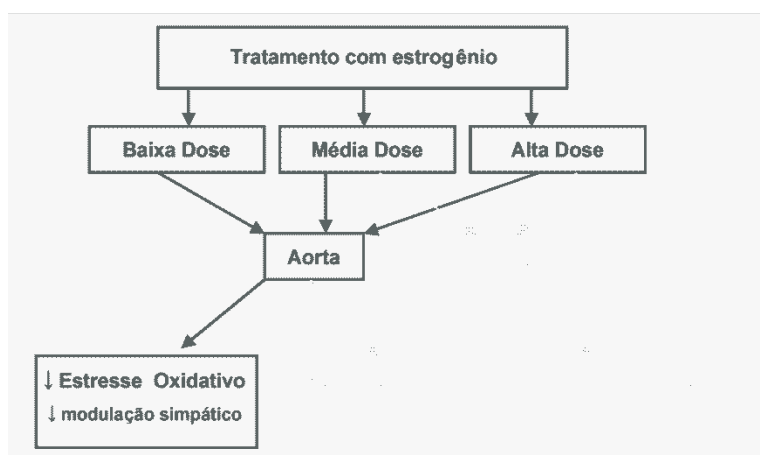 Tratamento com estrogênio
Baixa Dose
Média Dose
Alta Dose
Aorta
↓ Estresse Oxidativo
↓ modulação simpático